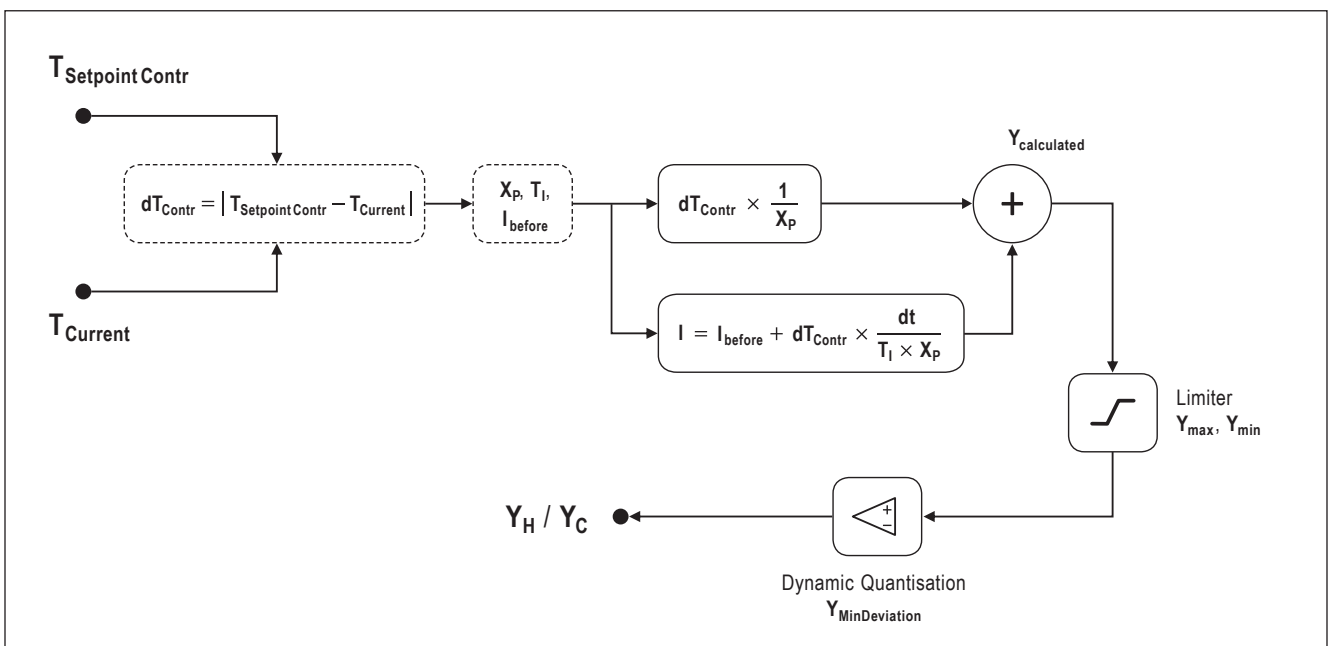 T_Setpoint Contr
dT_Contr = | T_Setpoint Contr − T_Current |
T_Current
X_P, T_I,
I_before
dT_Contr × 1/X_P
I = I_before + dT_Contr × dt/(T_I × X_P)
Y_calculated
+
Limiter
Y_max, Y_min
+
−
Dynamic Quantisation
Y_MinDeviation
Y_H / Y_C